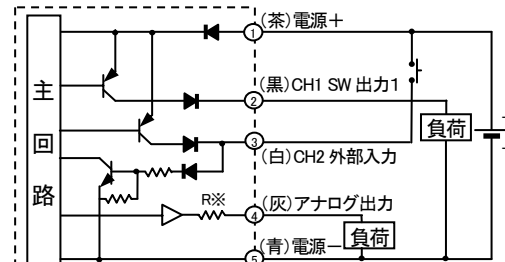 (茶)電源＋
①
(黒)CH1 SW 出力1
②
主回路
負荷
③
(白)CH2 外部入力
R※
(灰)アナログ出力
④
負荷
(青)電源－
⑤